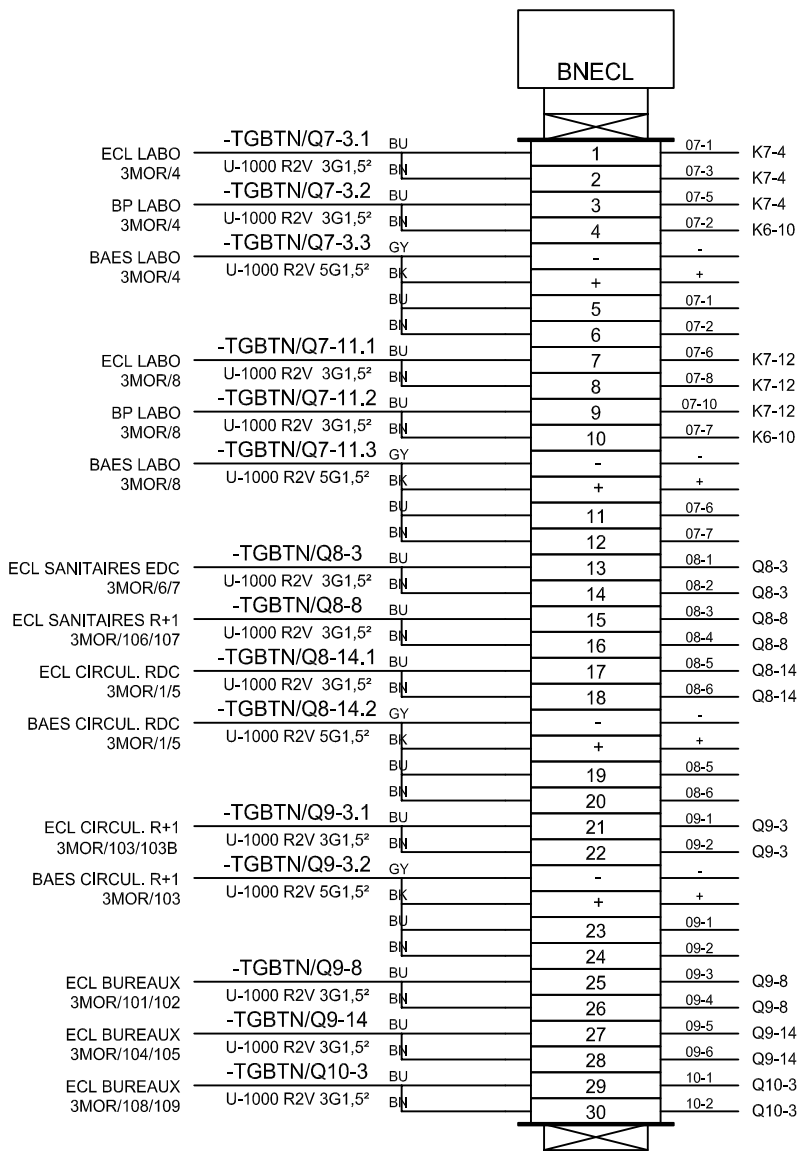 BNECL
-TGBTN/Q7-3.1 BU 07-1
ECL LABO 1 K7-4
3MOR/4 U-1000 R2V 3G1,5² BN 2 07-3 K7-4
-TGBTN/Q7-3.2 BU 07-5
BP LABO 3 K7-4
3MOR/4 U-1000 R2V 3G1,5² BN 4 07-2 K6-10
-TGBTN/Q7-3.3 GY -
BAES LABO -
3MOR/4 U-1000 R2V 5G1,5² BK + +
BU 5 07-1
BN 6 07-2
-TGBTN/Q7-11.1 BU 07-6
ECL LABO 7 K7-12
3MOR/8 U-1000 R2V 3G1,5² BN 8 07-8 K7-12
-TGBTN/Q7-11.2 BU 07-10
BP LABO 9 K7-12
3MOR/8 U-1000 R2V 3G1,5² BN 10 07-7 K6-10
-TGBTN/Q7-11.3 GY -
BAES LABO -
3MOR/8 U-1000 R2V 5G1,5² BK + +
BU 11 07-6
BN 12 07-7
-TGBTN/Q8-3 BU 08-1
ECL SANITAIRES EDC 13 Q8-3
3MOR/6/7 U-1000 R2V 3G1,5² BN 14 08-2 Q8-3
-TGBTN/Q8-8 BU 08-3
ECL SANITAIRES R+1 15 Q8-8
3MOR/106/107 U-1000 R2V 3G1,5² BN 16 08-4 Q8-8
-TGBTN/Q8-14.1 BU 08-5
ECL CIRCUL. RDC 17 Q8-14
3MOR/1/5 U-1000 R2V 3G1,5² BN 18 08-6 Q8-14
-TGBTN/Q8-14.2 GY -
BAES CIRCUL. RDC -
3MOR/1/5 U-1000 R2V 5G1,5² BK + +
BU 19 08-5
BN 20 08-6
-TGBTN/Q9-3.1 BU 09-1
ECL CIRCUL. R+1 21 Q9-3
3MOR/103/103B U-1000 R2V 3G1,5² BN 22 09-2 Q9-3
-TGBTN/Q9-3.2 GY -
BAES CIRCUL. R+1 -
3MOR/103 U-1000 R2V 5G1,5² BK + +
BU 23 09-1
BN 24 09-2
-TGBTN/Q9-8 BU 09-3
ECL BUREAUX 25 Q9-8
3MOR/101/102 U-1000 R2V 3G1,5² BN 26 09-4 Q9-8
-TGBTN/Q9-14 BU 09-5
ECL BUREAUX 27 Q9-14
3MOR/104/105 U-1000 R2V 3G1,5² BN 28 09-6 Q9-14
-TGBTN/Q10-3 BU 10-1
ECL BUREAUX 29 Q10-3
3MOR/108/109 U-1000 R2V 3G1,5² BN 30 10-2 Q10-3